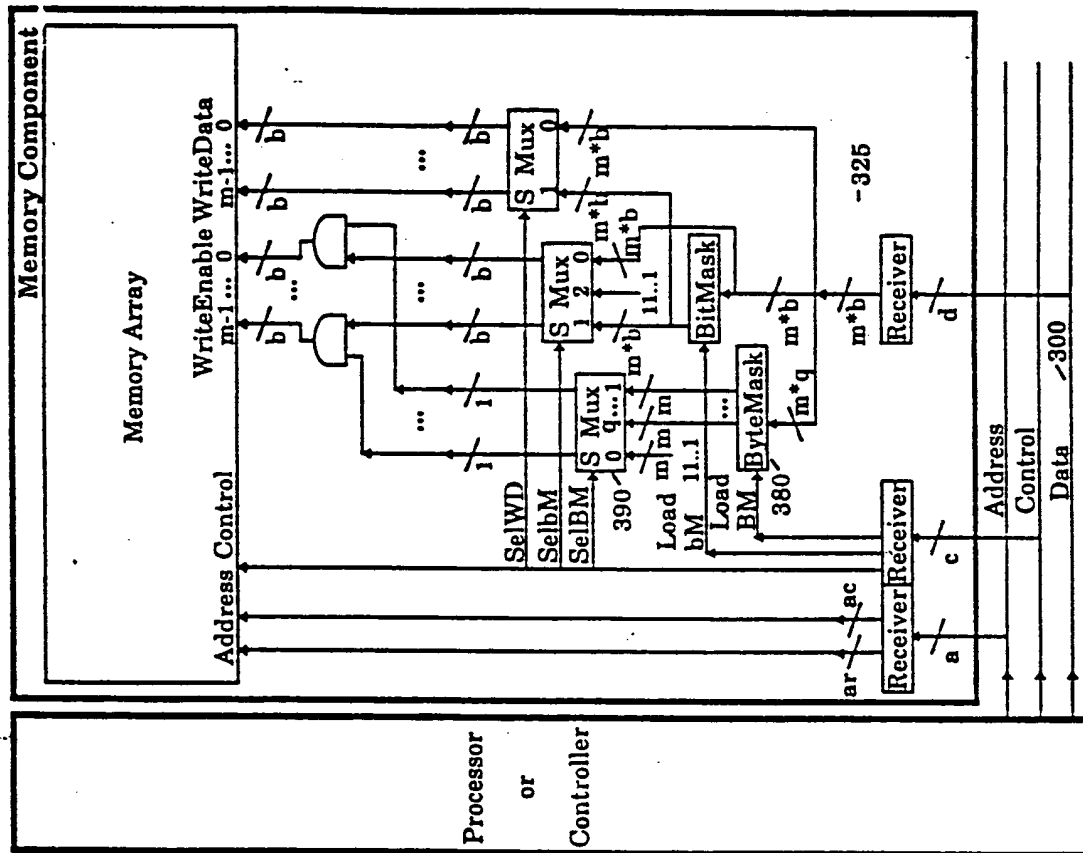 Memory Component
Memory Array
Address Control
WriteEnable WriteData
m-1... 0
m-1... 0
b
...
b
b
...
b
b
...
b
b
...
b
1
...
1
S Mux
1 0
S Mux
1 2 0
S Mux
0 q...1
SelWD
SelbM
SelBM
390
m*b
m*b
m*b
11..1
m*b
m
m
m
...
11..1
Load
bM
Load
BM
BitMask
ByteMask
380
m*q
m*b
m*b
325
ar
ac
Receiver
Receiver
Receiver
a
c
d
Address
Control
Data
300
Processor
or
Controller